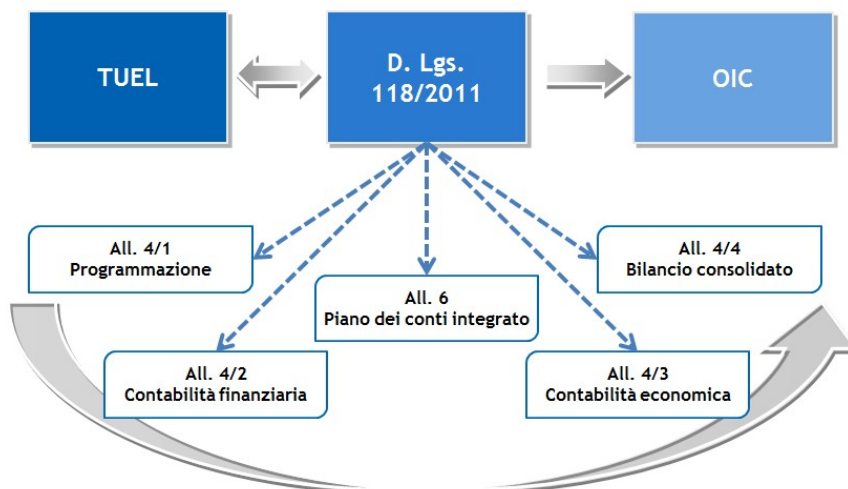 TUEL
D. Lgs.
118/2011
OIC
All. 4/1
Programmazione
All. 4/4
Bilancio consolidato
All. 6
Piano dei conti integrato
All. 4/2
Contabilità finanziaria
All. 4/3
Contabilità economica